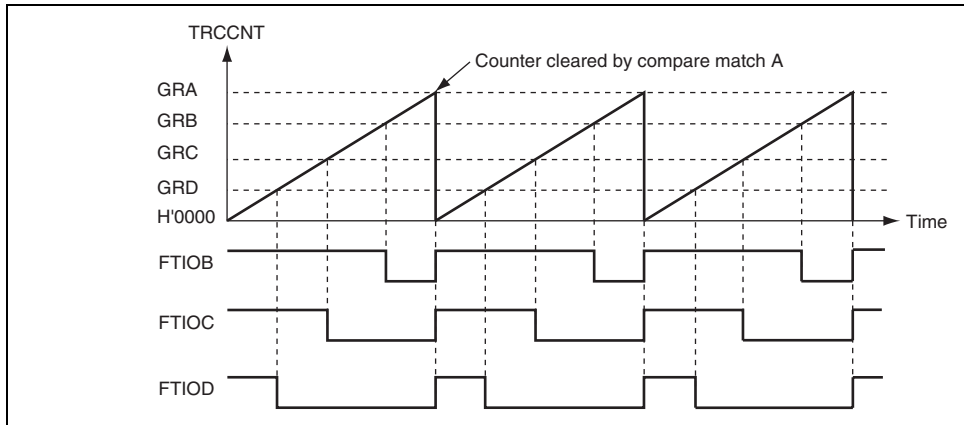 TRCCNT
Counter cleared by compare match A
GRA
GRB
GRC
GRD
H'0000
Time
FTIOB
FTIOC
FTIOD